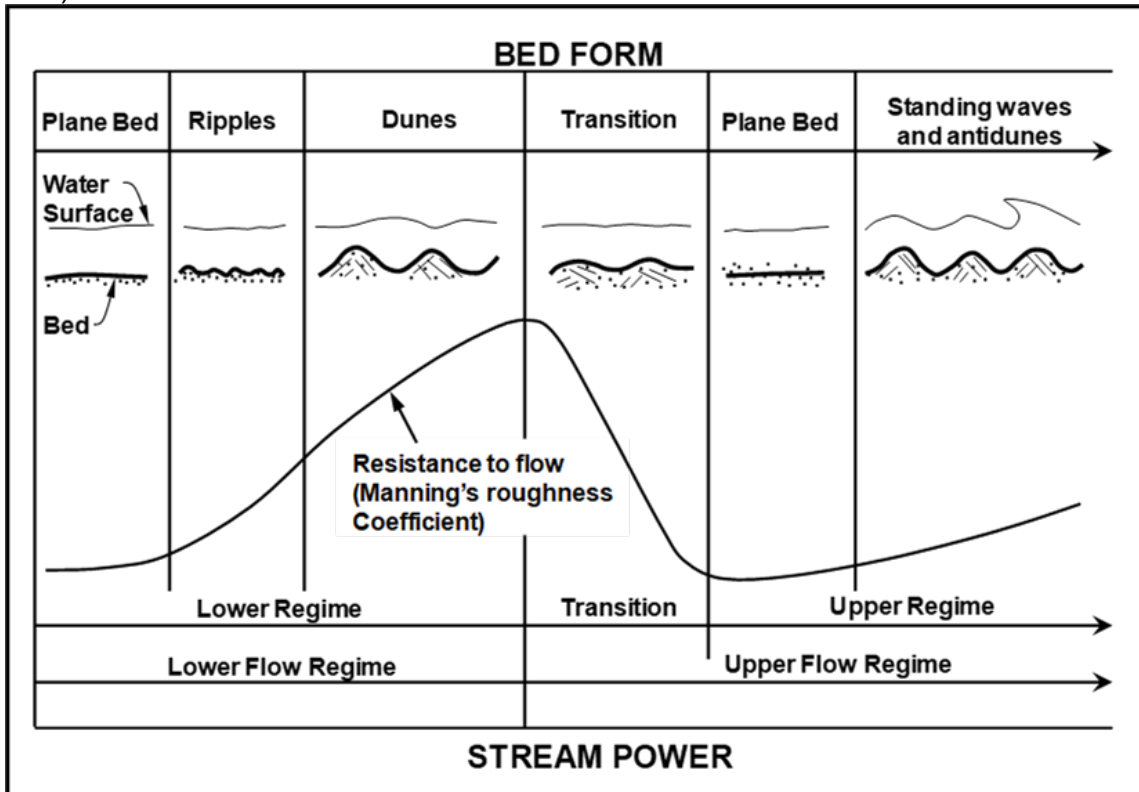 BED FORM
Plane Bed
Ripples
Dunes
Transition
Plane Bed
Standing waves
and antidunes
Water
Surface
Bed
Resistance to flow
(Manning's roughness
Coefficient)
Lower Regime
Transition
Upper Regime
Lower Flow Regime
Upper Flow Regime
STREAM POWER